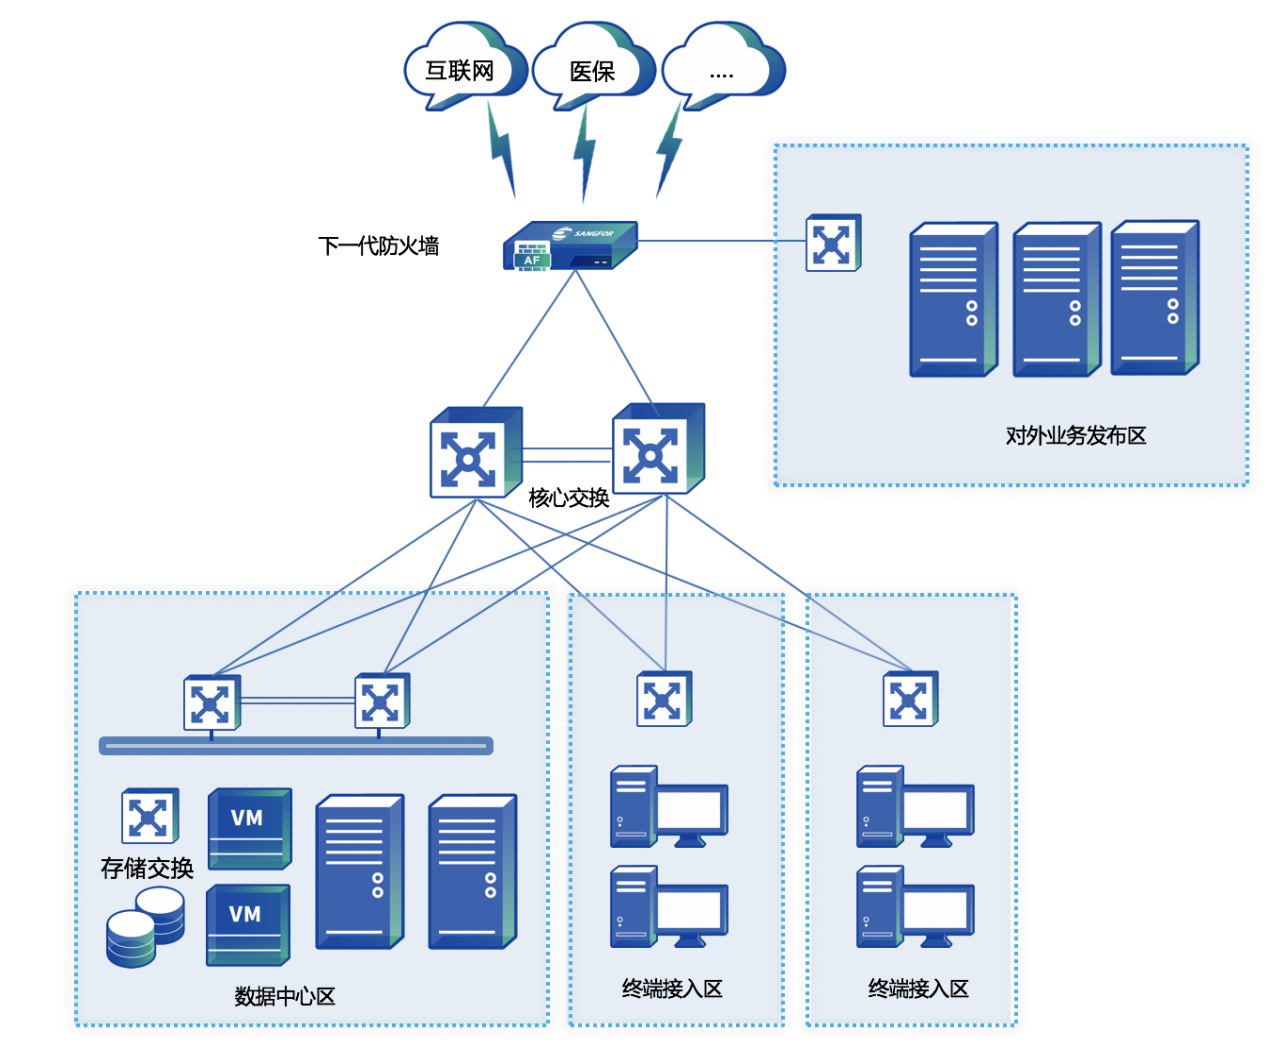 互联网
医保
....
下一代防火墙
SANGFOR
AF
对外业务发布区
核心交换
VM
存储交换
VM
数据中心区
终端接入区
终端接入区